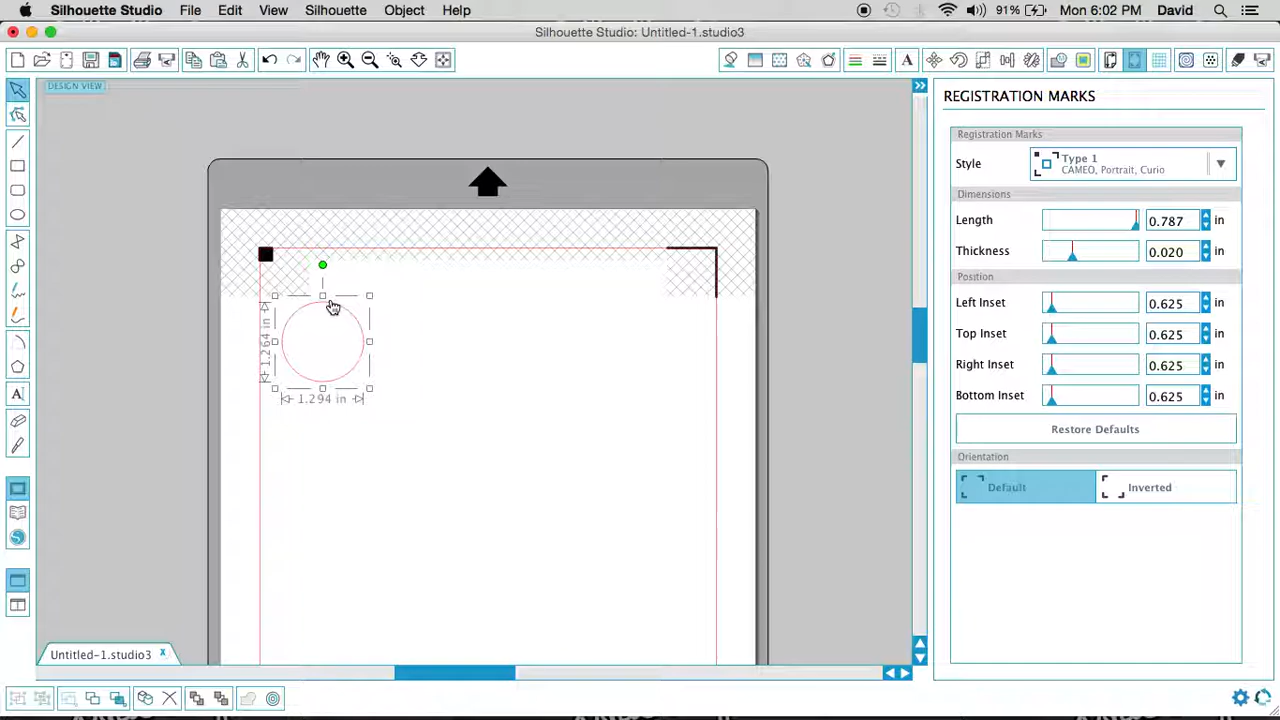 Silhouette Studio File Edit View Silhouette Object Help 91% Mon 6:02 PM David
Silhouette Studio: Untitled-1.studio3
DESIGN VIEW
REGISTRATION MARKS
Registration Marks
Style Type 1
CAMEO, Portrait, Curio
Dimensions
Length 0.787 in
Thickness 0.020 in
Position
Left Inset 0.625 in
Top Inset 0.625 in
Right Inset 0.625 in
Bottom Inset 0.625 in
Restore Defaults
Orientation
Default Inverted
1.264 in
1.294 in
Untitled-1.studio3 x